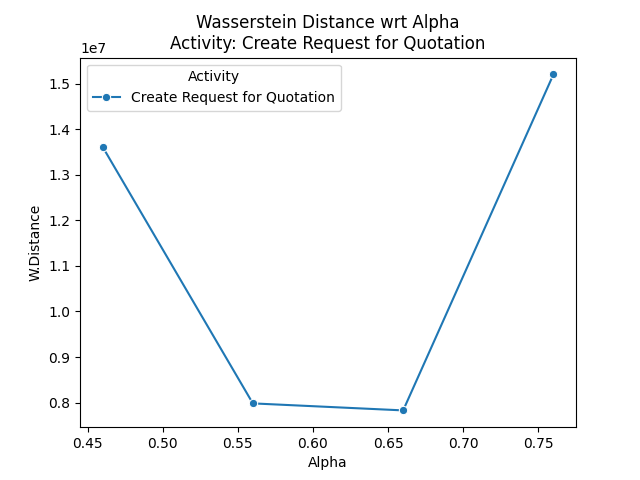 Wasserstein Distance wrt Alpha
Activity: Create Request for Quotation
1e7
Activity
Create Request for Quotation
1.5
1.4
1.3
1.2
1.1
1.0
0.9
0.8
W.Distance
0.45 0.50 0.55 0.60 0.65 0.70 0.75
Alpha